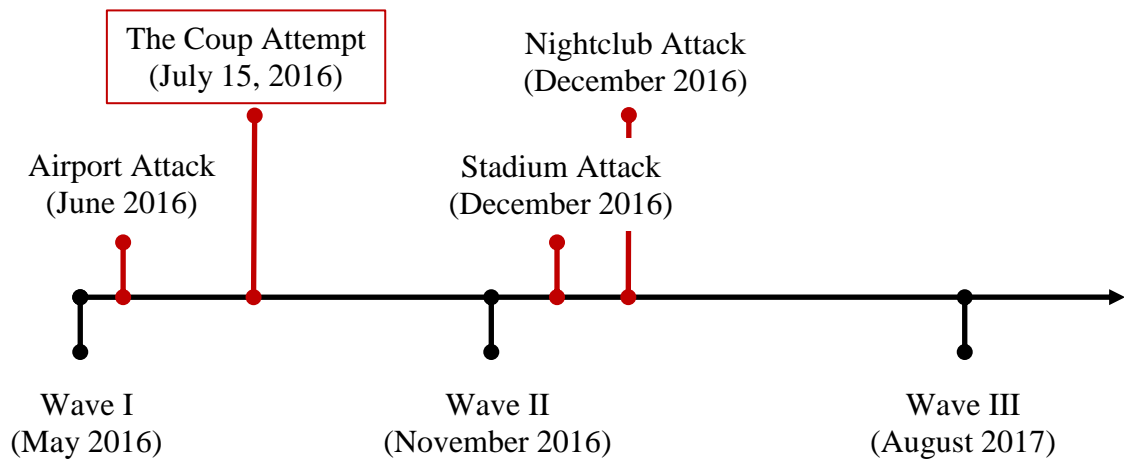 The Coup Attempt
(July 15, 2016)
Nightclub Attack
(December 2016)
Airport Attack
(June 2016)
Stadium Attack
(December 2016)
Wave I
(May 2016)
Wave II
(November 2016)
Wave III
(August 2017)